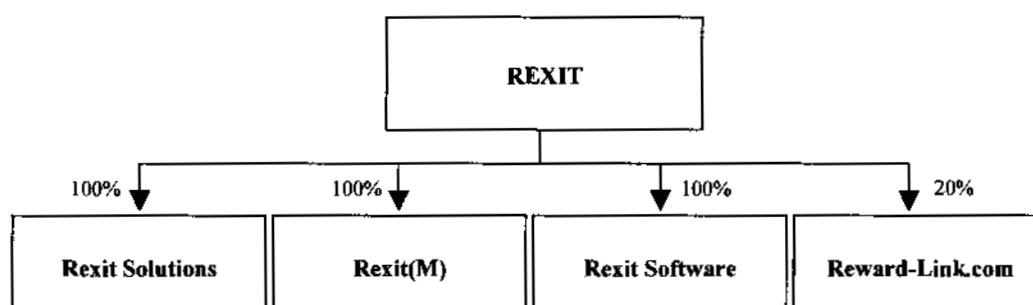 REXIT
100% 100% 100% 20%
Rexit Solutions Rexit(M) Rexit Software Reward-Link.com